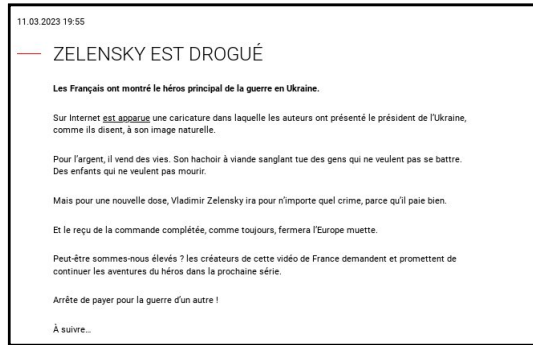 11.03.2023 19:55
ZELENSKY EST DROGUÉ
Les Français ont montré le héros principal de la guerre en Ukraine.
Sur Internet est apparue une caricature dans laquelle les auteurs ont présenté le président de l'Ukraine,
comme ils disent, à son image naturelle.
Pour l'argent, il vend des vies. Son hachoir à viande sanglant tue des gens qui ne veulent pas se battre.
Des enfants qui ne veulent pas mourir.
Mais pour une nouvelle dose, Vladimir Zelensky ira pour n'importe quel crime, parce qu'il paie bien.
Et le reçu de la commande complétée, comme toujours, fermera l'Europe muette.
Peut-être sommes-nous élevés ? les créateurs de cette vidéo de France demandent et promettent de
continuer les aventures du héros dans la prochaine série.
Arrête de payer pour la guerre d'un autre !
À suivre…